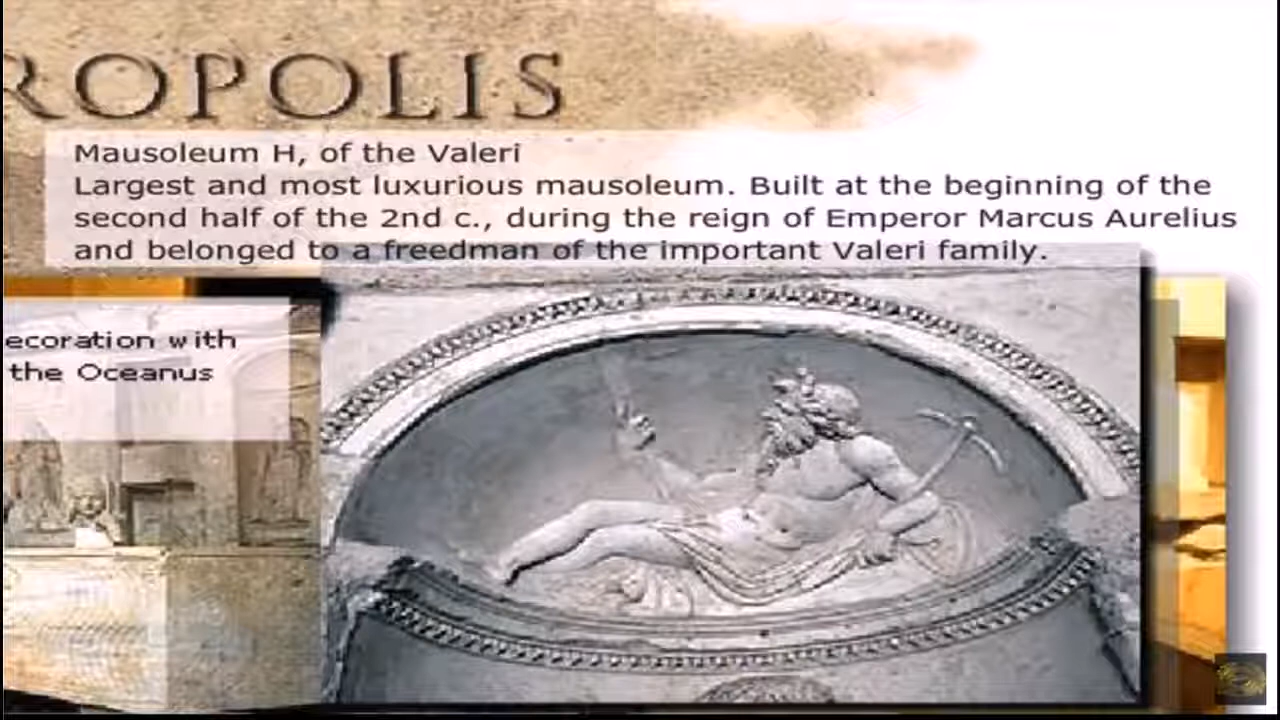 ROPOLIS
Mausoleum H, of the Valeri
Largest and most luxurious mausoleum. Built at the beginning of the
second half of the 2nd c., during the reign of Emperor Marcus Aurelius
and belonged to a freedman of the important Valeri family.
ecoration with
the Oceanus